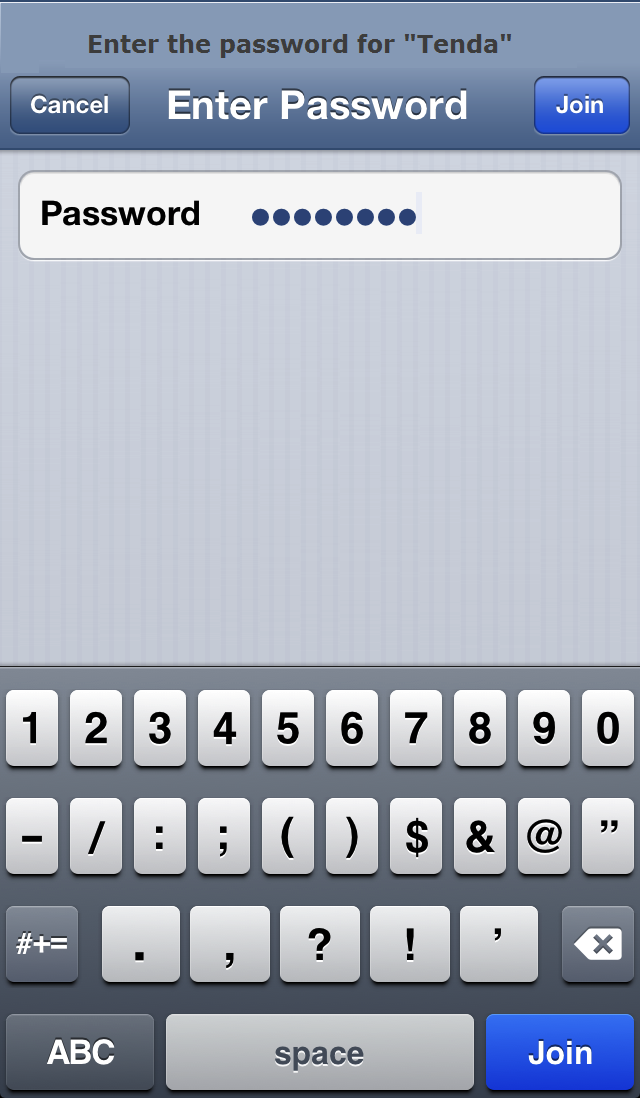 Enter the password for "Tenda"
Cancel Enter Password Join
Password ●●●●●●●●
1 2 3 4 5 6 7 8 9 0
- / : ; ( ) $ & @ ”
#+= . , ? ! ’
ABC space Join